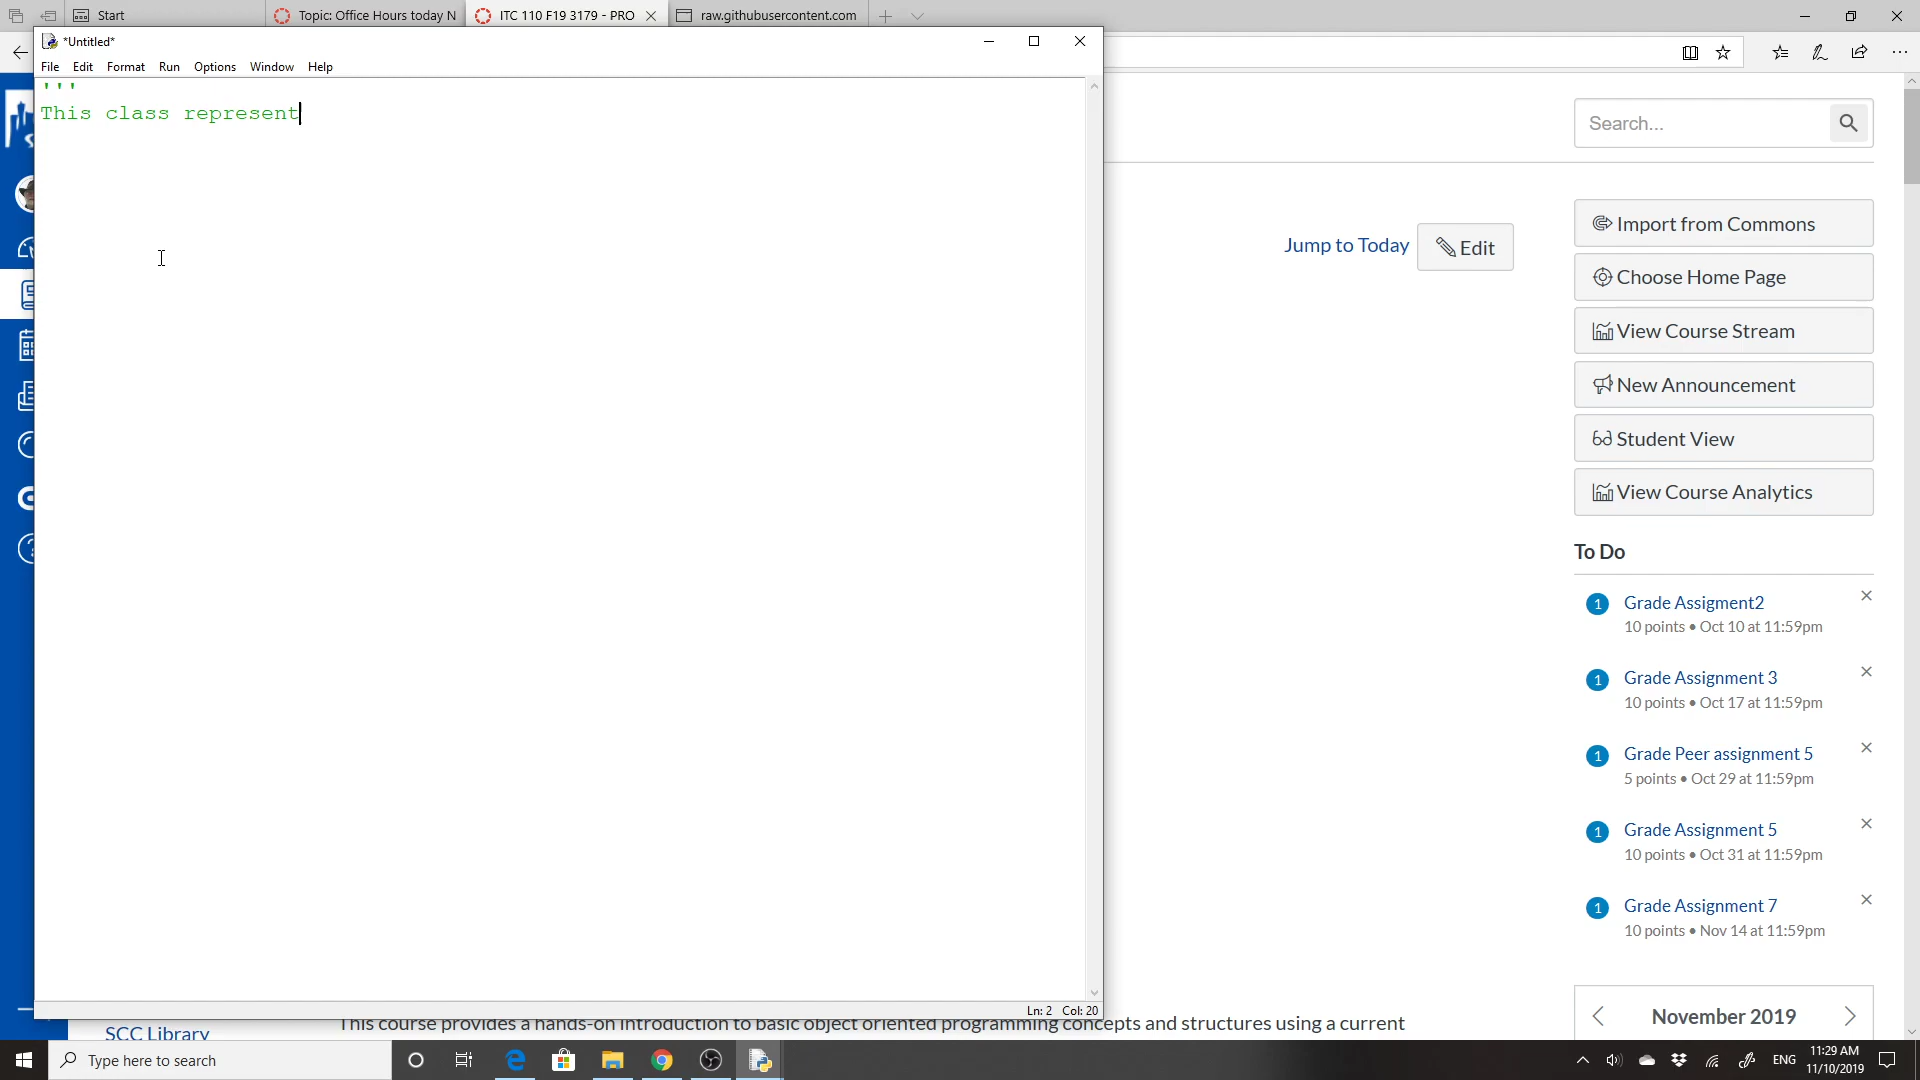 Start
Topic: Office Hours today N
ITC 110 F19 3179 - PRO
raw.githubusercontent.com
*Untitled*
File Edit Format Run Options Window Help
'''
This class represent
Search...
Jump to Today
Edit
Import from Commons
Choose Home Page
View Course Stream
New Announcement
Student View
View Course Analytics
To Do
1 Grade Assigment2
10 points • Oct 10 at 11:59pm
1 Grade Assignment 3
10 points • Oct 17 at 11:59pm
1 Grade Peer assignment 5
5 points • Oct 29 at 11:59pm
1 Grade Assignment 5
10 points • Oct 31 at 11:59pm
1 Grade Assignment 7
10 points • Nov 14 at 11:59pm
November 2019
Ln: 2 Col: 20
SCC Library
This course provides a hands-on introduction to basic object oriented programming concepts and structures using a current
Type here to search
ENG
11:29 AM
11/10/2019